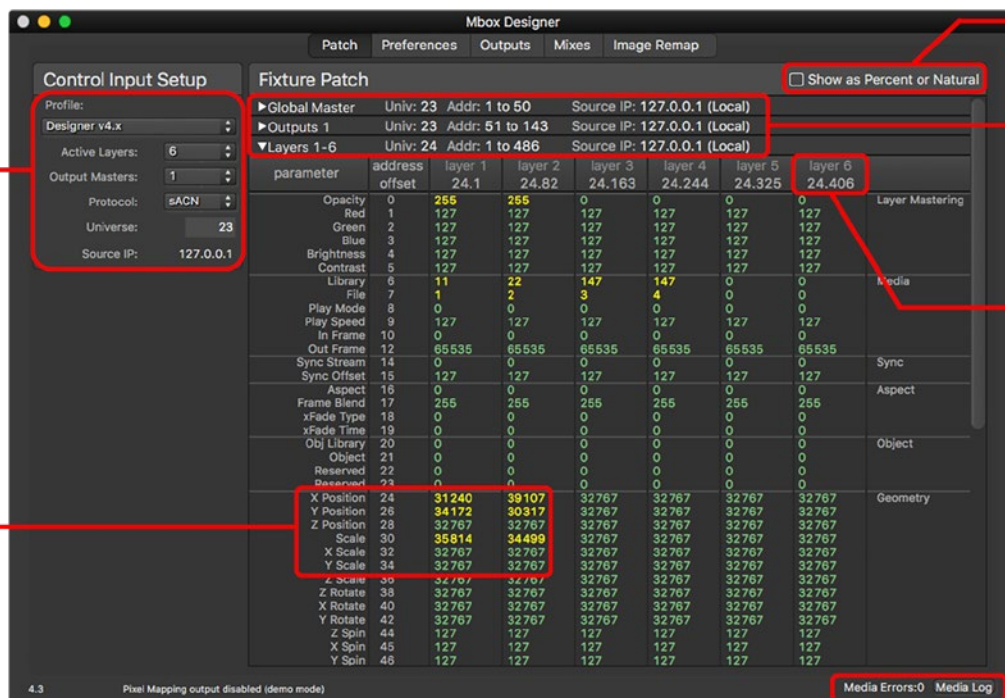 Mbox Designer
Patch Preferences Outputs Mixes Image Remap
Control Input Setup
Profile:
Designer v4.x
Active Layers: 6
Output Masters: 1
Protocol: sACN
Universe: 23
Source IP: 127.0.0.1
Fixture Patch
Show as Percent or Natural
Global Master Univ: 23 Addr: 1 to 50 Source IP: 127.0.0.1 (Local)
Outputs 1 Univ: 23 Addr: 51 to 143 Source IP: 127.0.0.1 (Local)
Layers 1-6 Univ: 24 Addr: 1 to 486 Source IP: 127.0.0.1 (Local)
parameter address offset layer 1 24.1 layer 2 24.82 layer 3 24.163 layer 4 24.244 layer 5 24.325 layer 6 24.406
Opacity 0 255 255 0 0 0 0 Layer Mastering
Red 1 127 127 127 127 127 127
Green 2 127 127 127 127 127 127
Blue 3 127 127 127 127 127 127
Brightness 4 127 127 127 127 127 127
Contrast 5 127 127 127 127 127 127
Library 6 11 22 147 147 0 0 Media
File 7 1 2 3 4 0 0
Play Mode 8 0 0 0 0 0 0
Play Speed 9 127 127 127 127 127 127
In Frame 10 0 0 0 0 0 0
Out Frame 12 65535 65535 65535 65535 65535 65535
Sync Stream 14 0 0 0 0 0 0 Sync
Sync Offset 15 127 127 127 127 127 127
Aspect 16 0 0 0 0 0 0 Aspect
Frame Blend 17 255 255 255 255 255 255
xFade Type 18 0 0 0 0 0 0
xFade Time 19 0 0 0 0 0 0
Obj Library 20 0 0 0 0 0 0 Object
Object 21 0 0 0 0 0 0
Reserved 22 0 0 0 0 0 0
Reserved 23 0 0 0 0 0 0
X Position 24 31240 39107 32767 32767 32767 32767 Geometry
Y Position 26 34172 30317 32767 32767 32767 32767
Z Position 28 32767 32767 32767 32767 32767 32767
Scale 30 35814 34499 32767 32767 32767 32767
X Scale 32 32767 32767 32767 32767 32767 32767
Y Scale 34 32767 32767 32767 32767 32767 32767
Z Scale 36 32767 32767 32767 32767 32767 32767
Z Rotate 38 32767 32767 32767 32767 32767 32767
X Rotate 40 32767 32767 32767 32767 32767 32767
Y Rotate 42 32767 32767 32767 32767 32767 32767
Z Spin 44 127 127 127 127 127 127
X Spin 45 127 127 127 127 127 127
Y Spin 46 127 127 127 127 127 127
4.3 Pixel Mapping output disabled (demo mode) Media Errors:0 Media Log